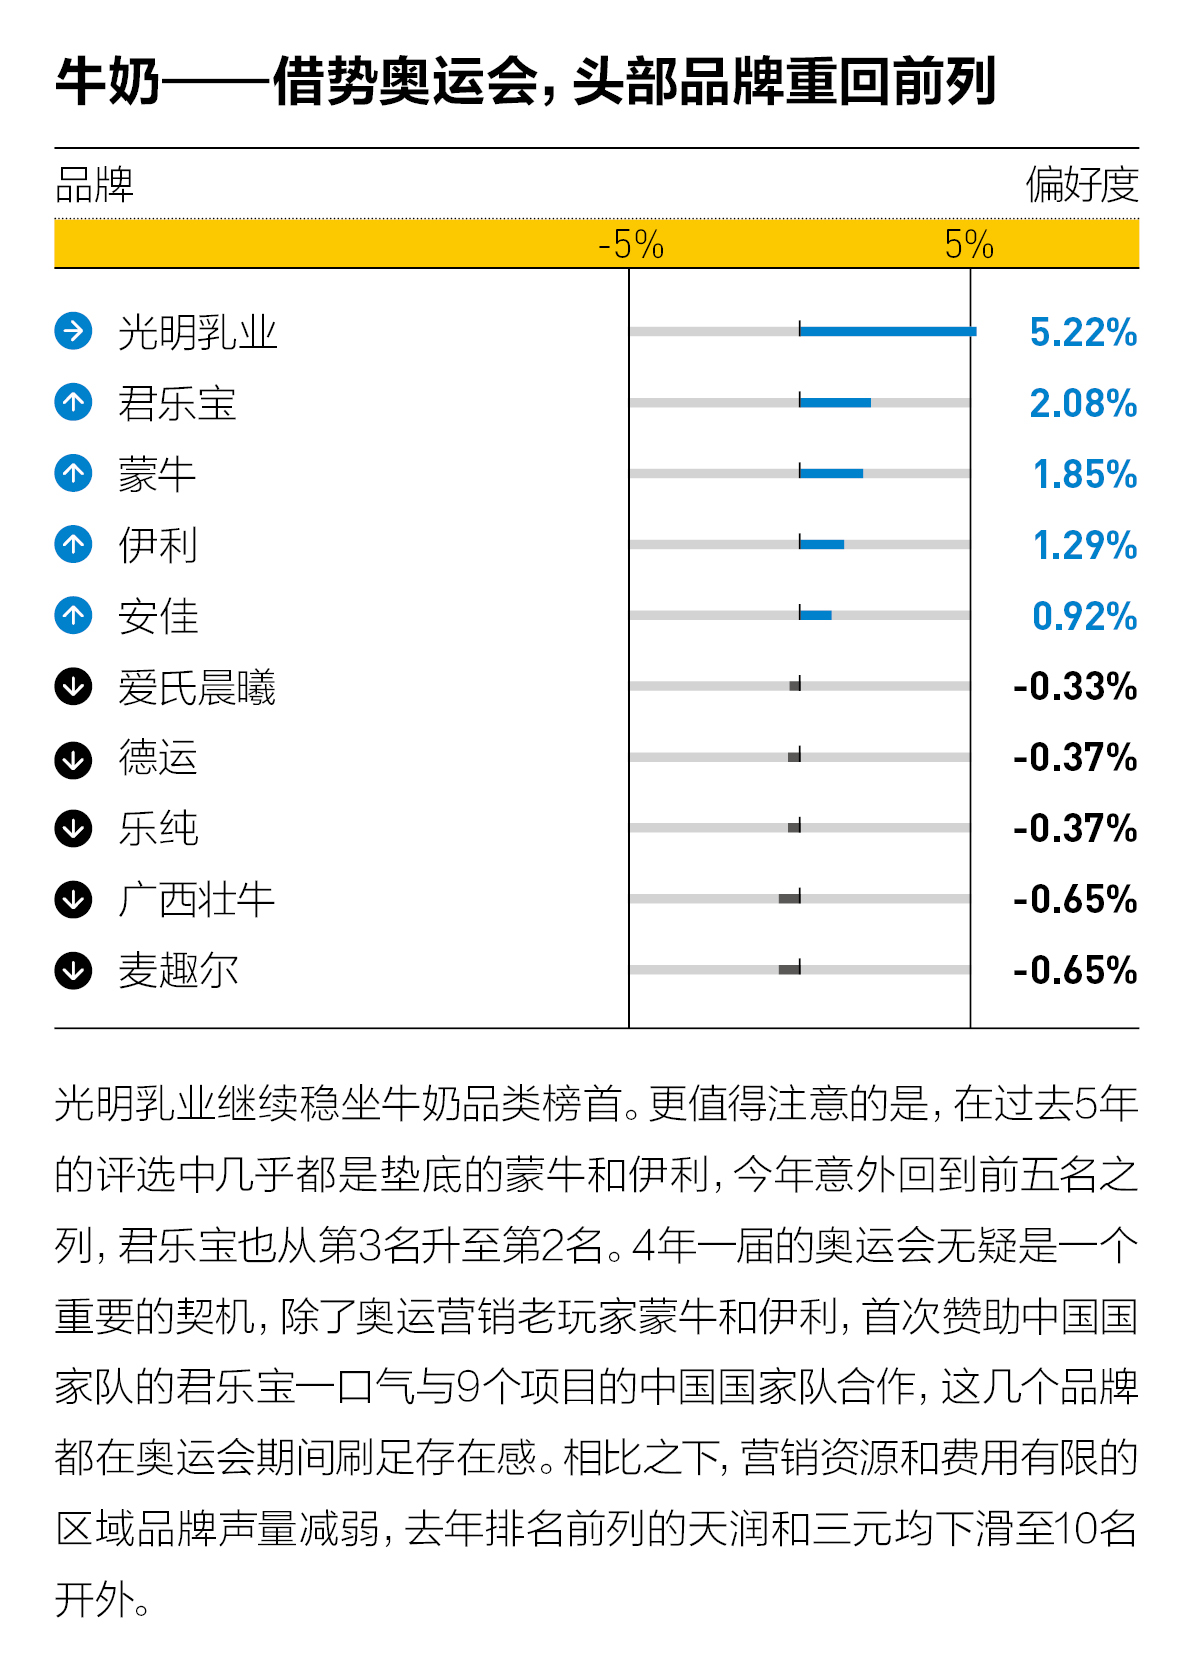 牛奶——借势奥运会，头部品牌重回前列
品牌 偏好度
-5% 5%
光明乳业 5.22%
君乐宝 2.08%
蒙牛 1.85%
伊利 1.29%
安佳 0.92%
爱氏晨曦 -0.33%
德运 -0.37%
乐纯 -0.37%
广西壮牛 -0.65%
麦趣尔 -0.65%
光明乳业继续稳坐牛奶品类榜首。更值得注意的是，在过去5年
的评选中几乎都是垫底的蒙牛和伊利，今年意外回到前五名之
列，君乐宝也从第3名升至第2名。4年一届的奥运会无疑是一个
重要的契机，除了奥运营销老玩家蒙牛和伊利，首次赞助中国国
家队的君乐宝一口气与9个项目的中国国家队合作，这几个品牌
都在奥运会期间刷足存在感。相比之下，营销资源和费用有限的
区域品牌声量减弱，去年排名前列的天润和三元均下滑至10名
开外。